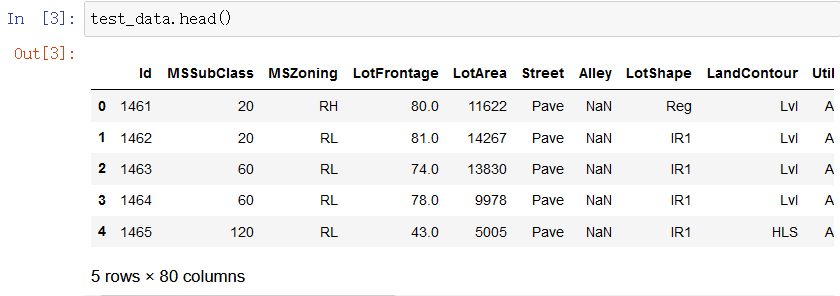 In [3]: test_data.head()
Out[3]:
Id MSSubClass MSZoning LotFrontage LotArea Street Alley LotShape LandContour Util
0 1461 20 RH 80.0 11622 Pave NaN Reg Lvl A
1 1462 20 RL 81.0 14267 Pave NaN IR1 Lvl A
2 1463 60 RL 74.0 13830 Pave NaN IR1 Lvl A
3 1464 60 RL 78.0 9978 Pave NaN IR1 Lvl A
4 1465 120 RL 43.0 5005 Pave NaN IR1 HLS A
5 rows × 80 columns